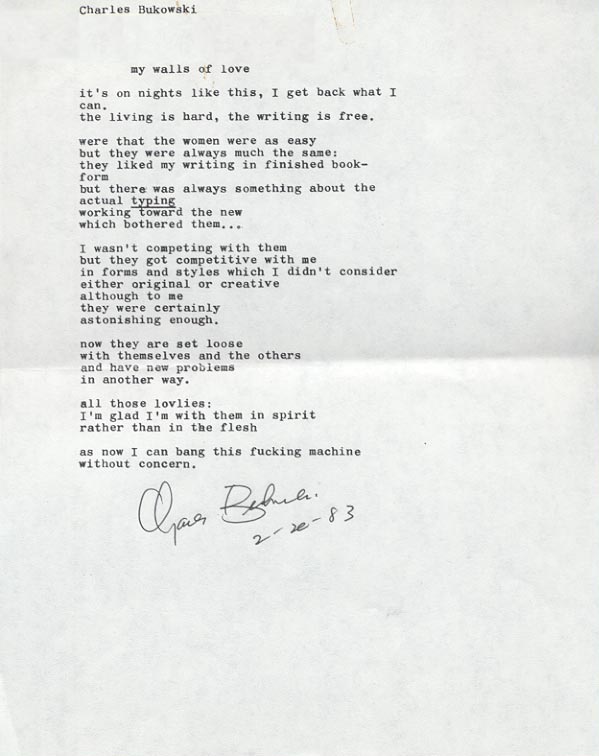 Charles Bukowski
my walls of love
it's on nights like this, I get back what I
can.
the living is hard, the writing is free.
were that the women were as easy
but they were always much the same:
they liked my writing in finished book-
form
but there was always something about the
actual typing
working toward the new
which bothered them...
I wasn't competing with them
but they got competitive with me
in forms and styles which I didn't consider
either original or creative
although to me
they were certainly
astonishing enough.
now they are set loose
with themselves and the others
and have new problems
in another way.
all those lovlies:
I'm glad I'm with them in spirit
rather than in the flesh
as now I can bang this fucking machine
without concern.
Charles Bukowski